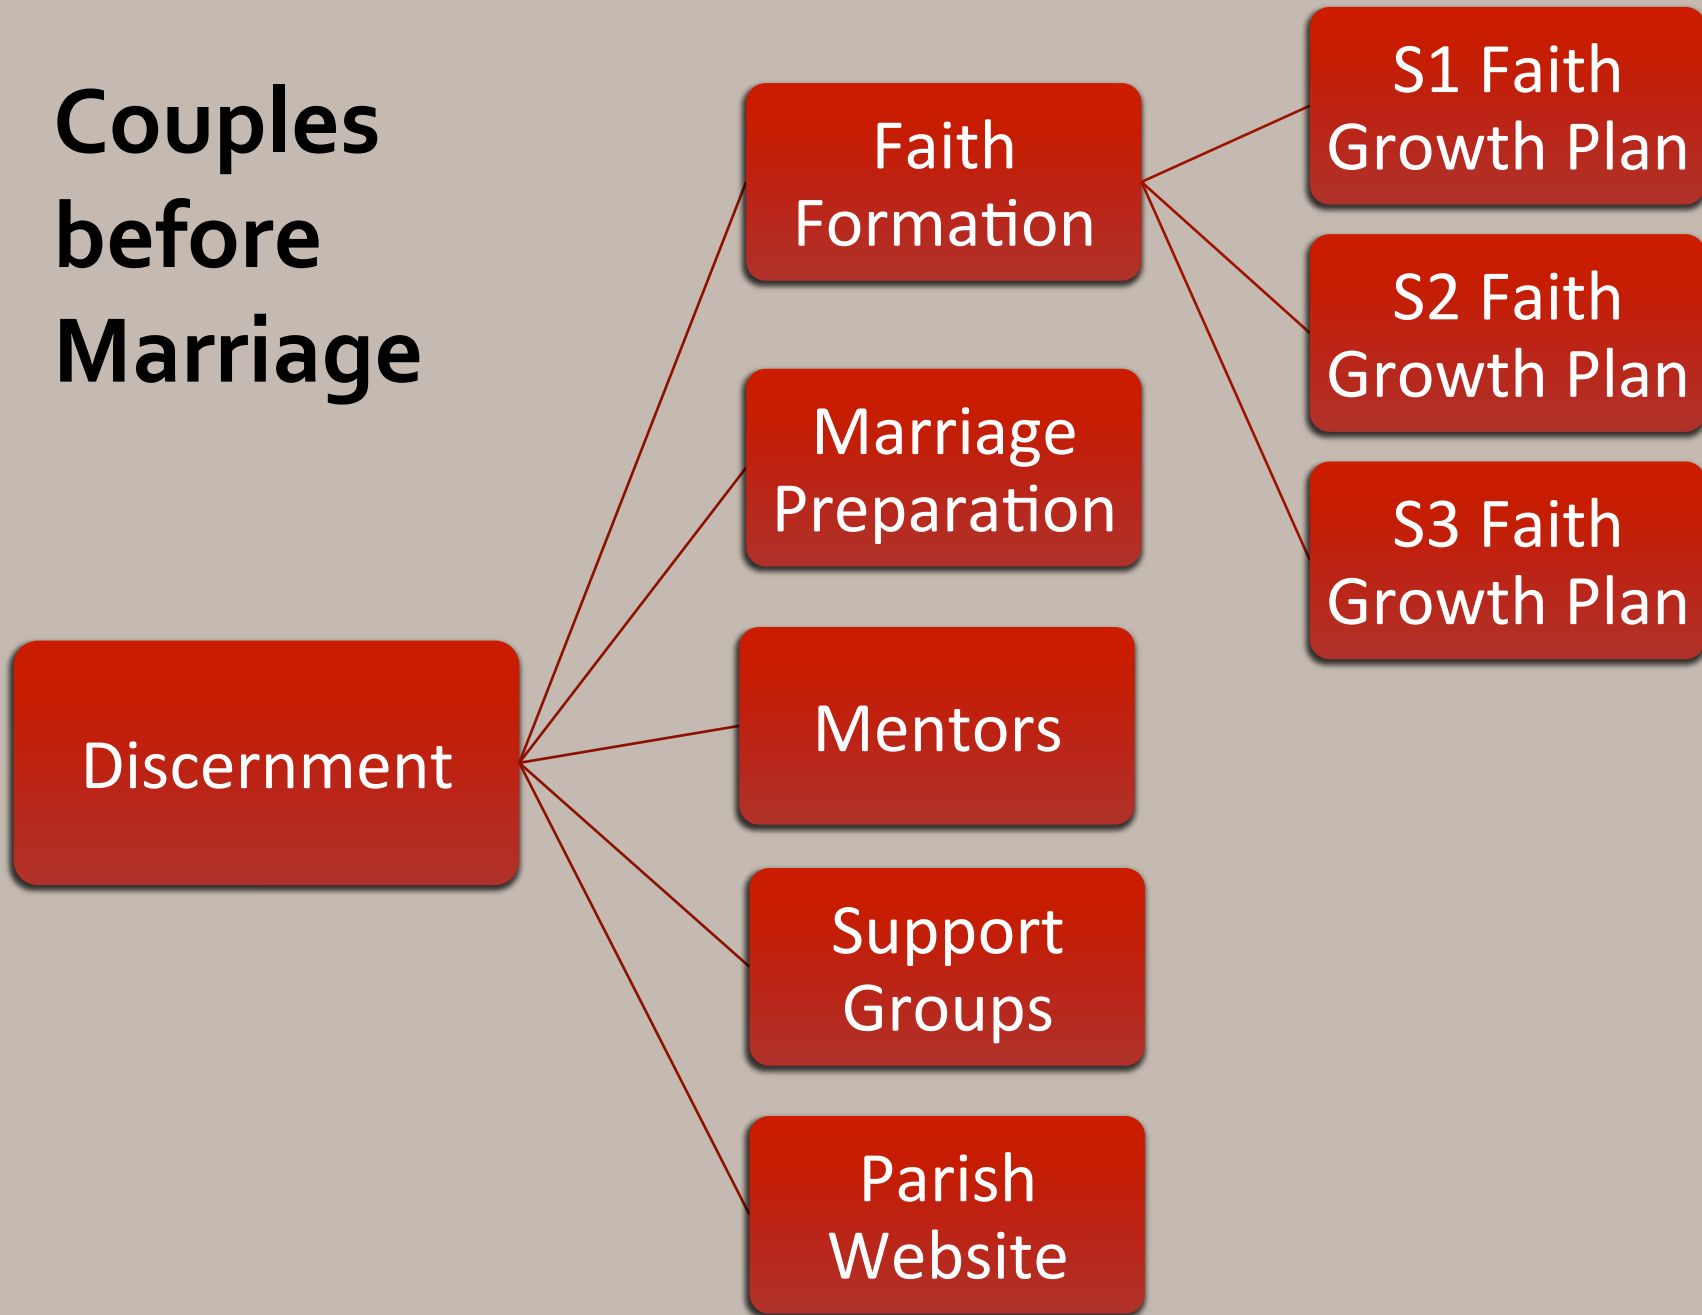 Couples
before
Marriage
Discernment
Faith
Formation
Marriage
Preparation
Mentors
Support
Groups
Parish
Website
S1 Faith
Growth Plan
S2 Faith
Growth Plan
S3 Faith
Growth Plan